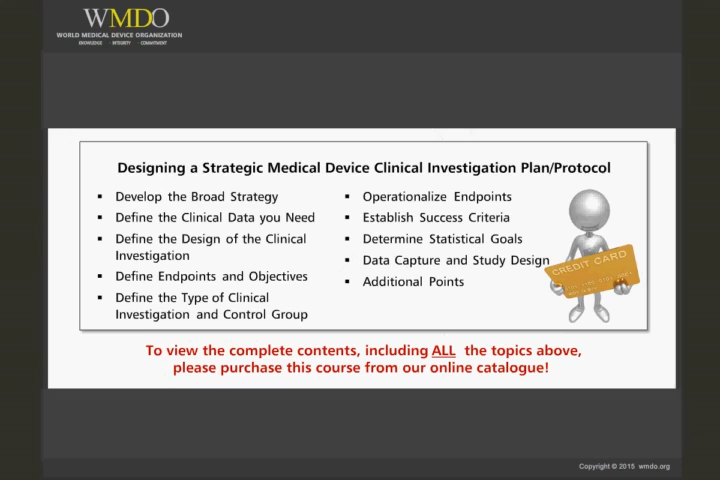 WMDO
WORLD MEDICAL DEVICE ORGANIZATION
KNOWLEDGE · INTEGRITY · COMMITMENT
Designing a Strategic Medical Device Clinical Investigation Plan/Protocol
▪ Develop the Broad Strategy
▪ Define the Clinical Data you Need
▪ Define the Design of the Clinical
Investigation
▪ Define Endpoints and Objectives
▪ Define the Type of Clinical
Investigation and Control Group
▪ Operationalize Endpoints
▪ Establish Success Criteria
▪ Determine Statistical Goals
▪ Data Capture and Study Design
▪ Additional Points
CREDIT CARD
To view the complete contents, including ALL the topics above,
please purchase this course from our online catalogue!
Copyright © 2015 wmdo.org